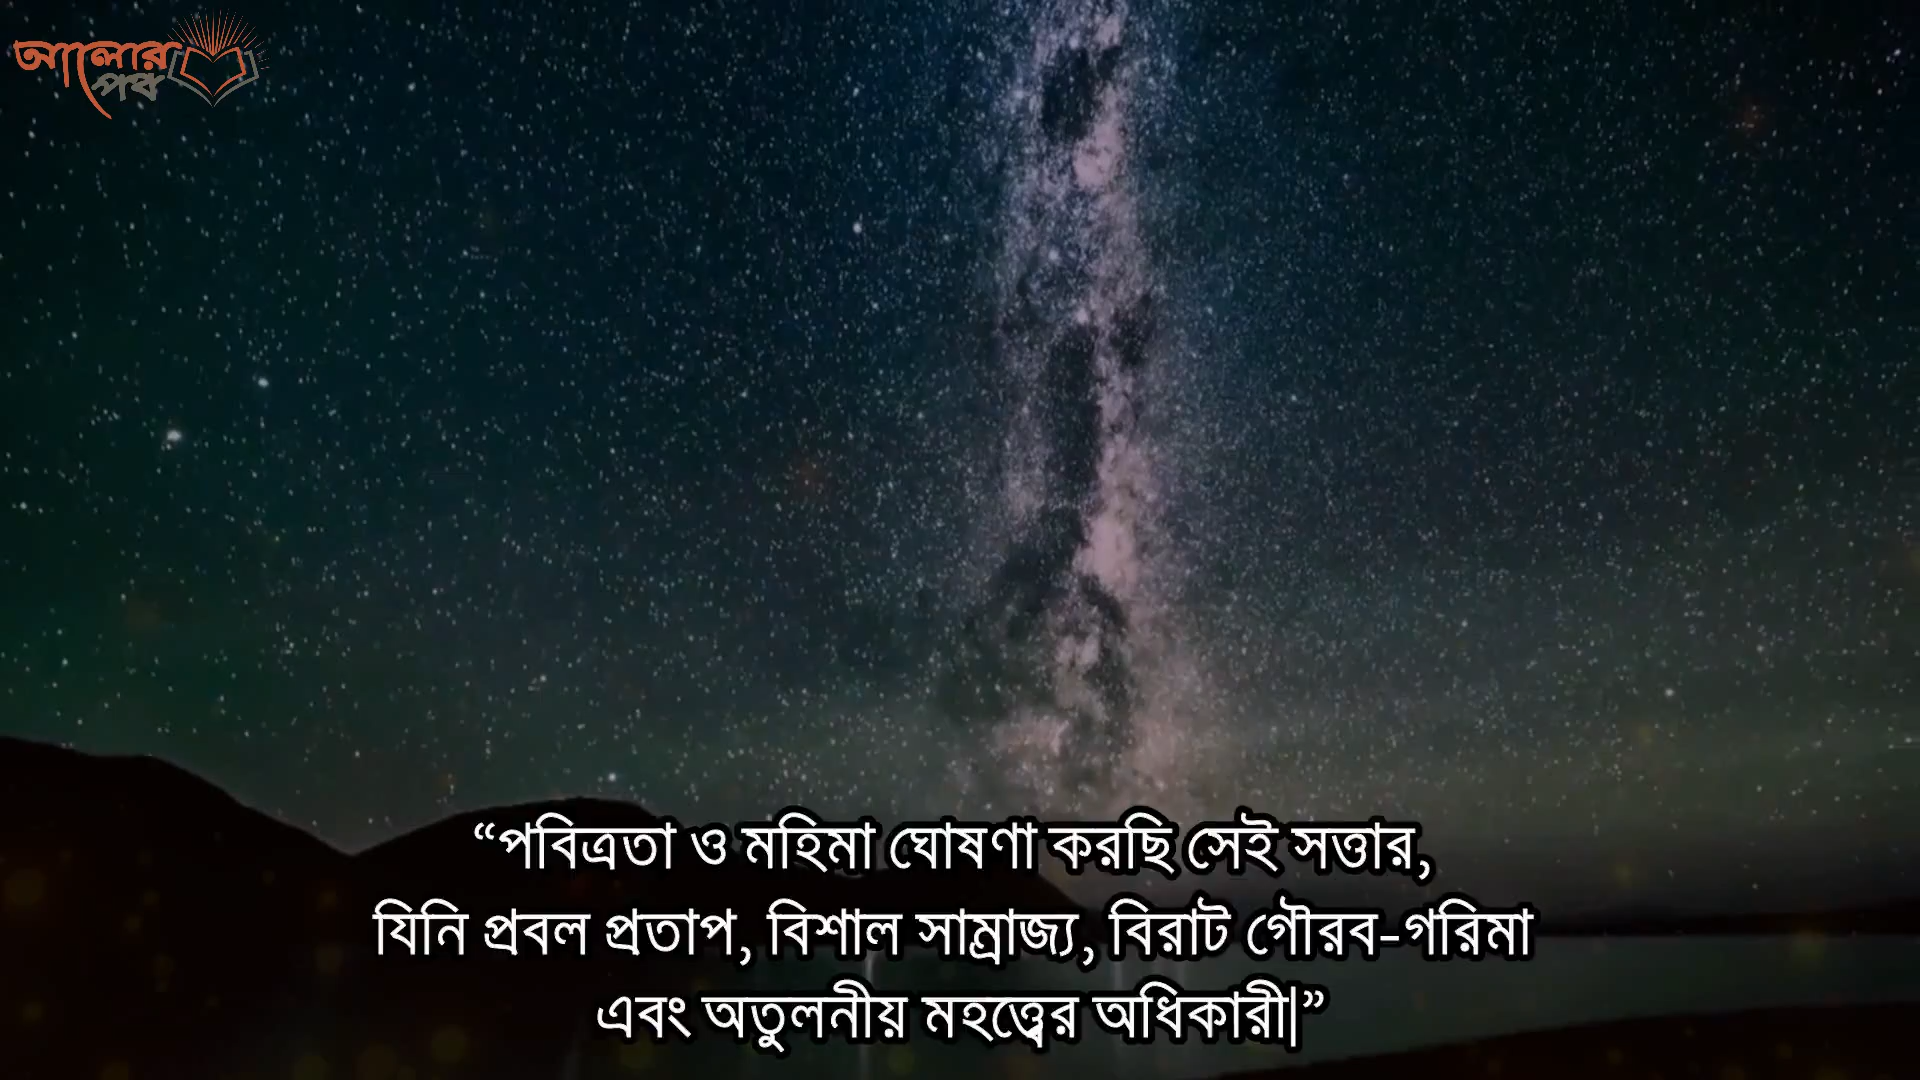 আলোর
পথ
“পবিত্রতা ও মহিমা ঘোষণা করছি সেই সত্তার,
যিনি প্রবল প্রতাপ, বিশাল সাম্রাজ্য, বিরাট গৌরব-গরিমা
এবং অতুলনীয় মহত্ত্বের অধিকারী|”